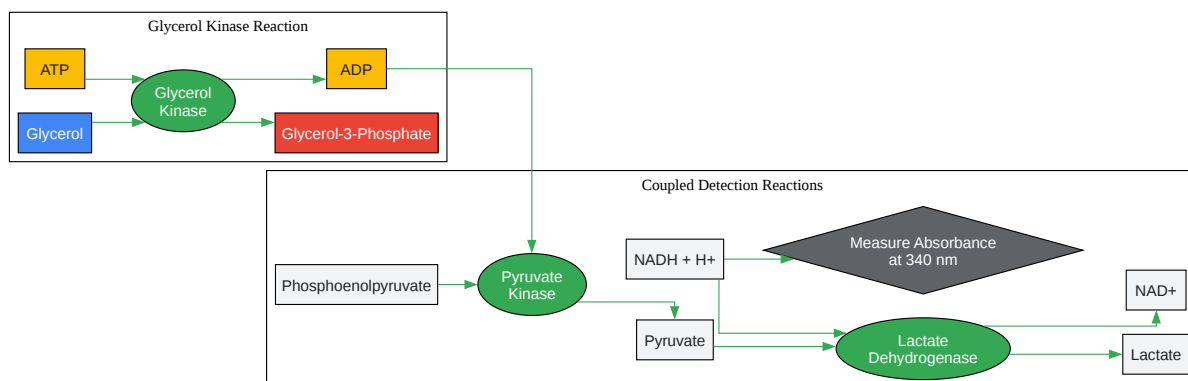 Glycerol Kinase Reaction
ATP
ADP
Glycerol
Kinase
Glycerol
Glycerol-3-Phosphate
Coupled Detection Reactions
Measure Absorbance
at 340 nm
NADH + H+
Phosphoenolpyruvate
Pyruvate
Kinase
NAD+
Pyruvate
Lactate
Dehydrogenase
Lactate